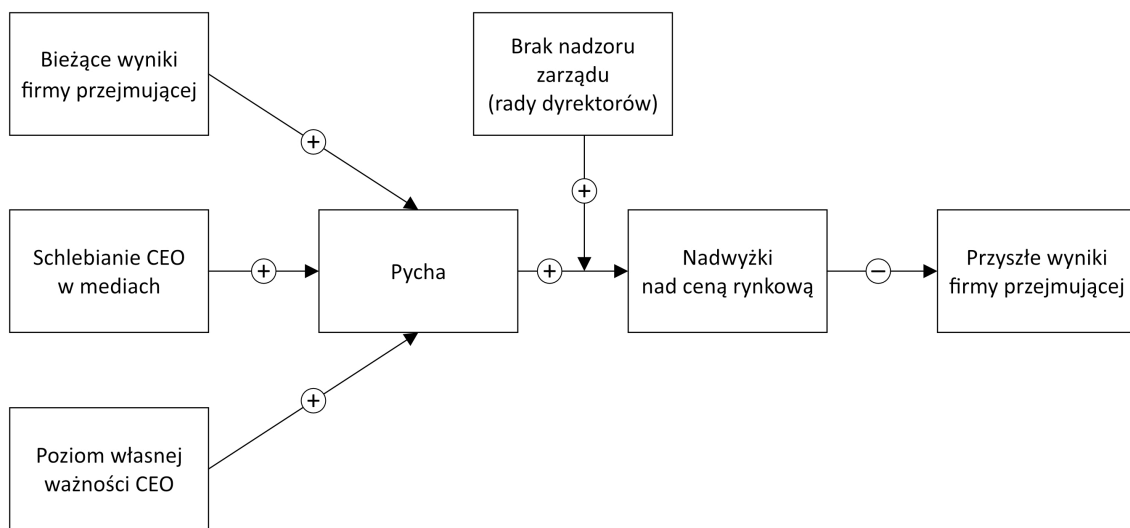 Bieżące wyniki
firmy przejmującej
Brak nadzoru
zarządu
(rady dyrektorów)
+
+
Schlebianie CEO
w mediach
+
Pycha
+
Nadwyżki
nad ceną rynkową
−
Przyszłe wyniki
firmy przejmującej
+
Poziom własnej
ważności CEO